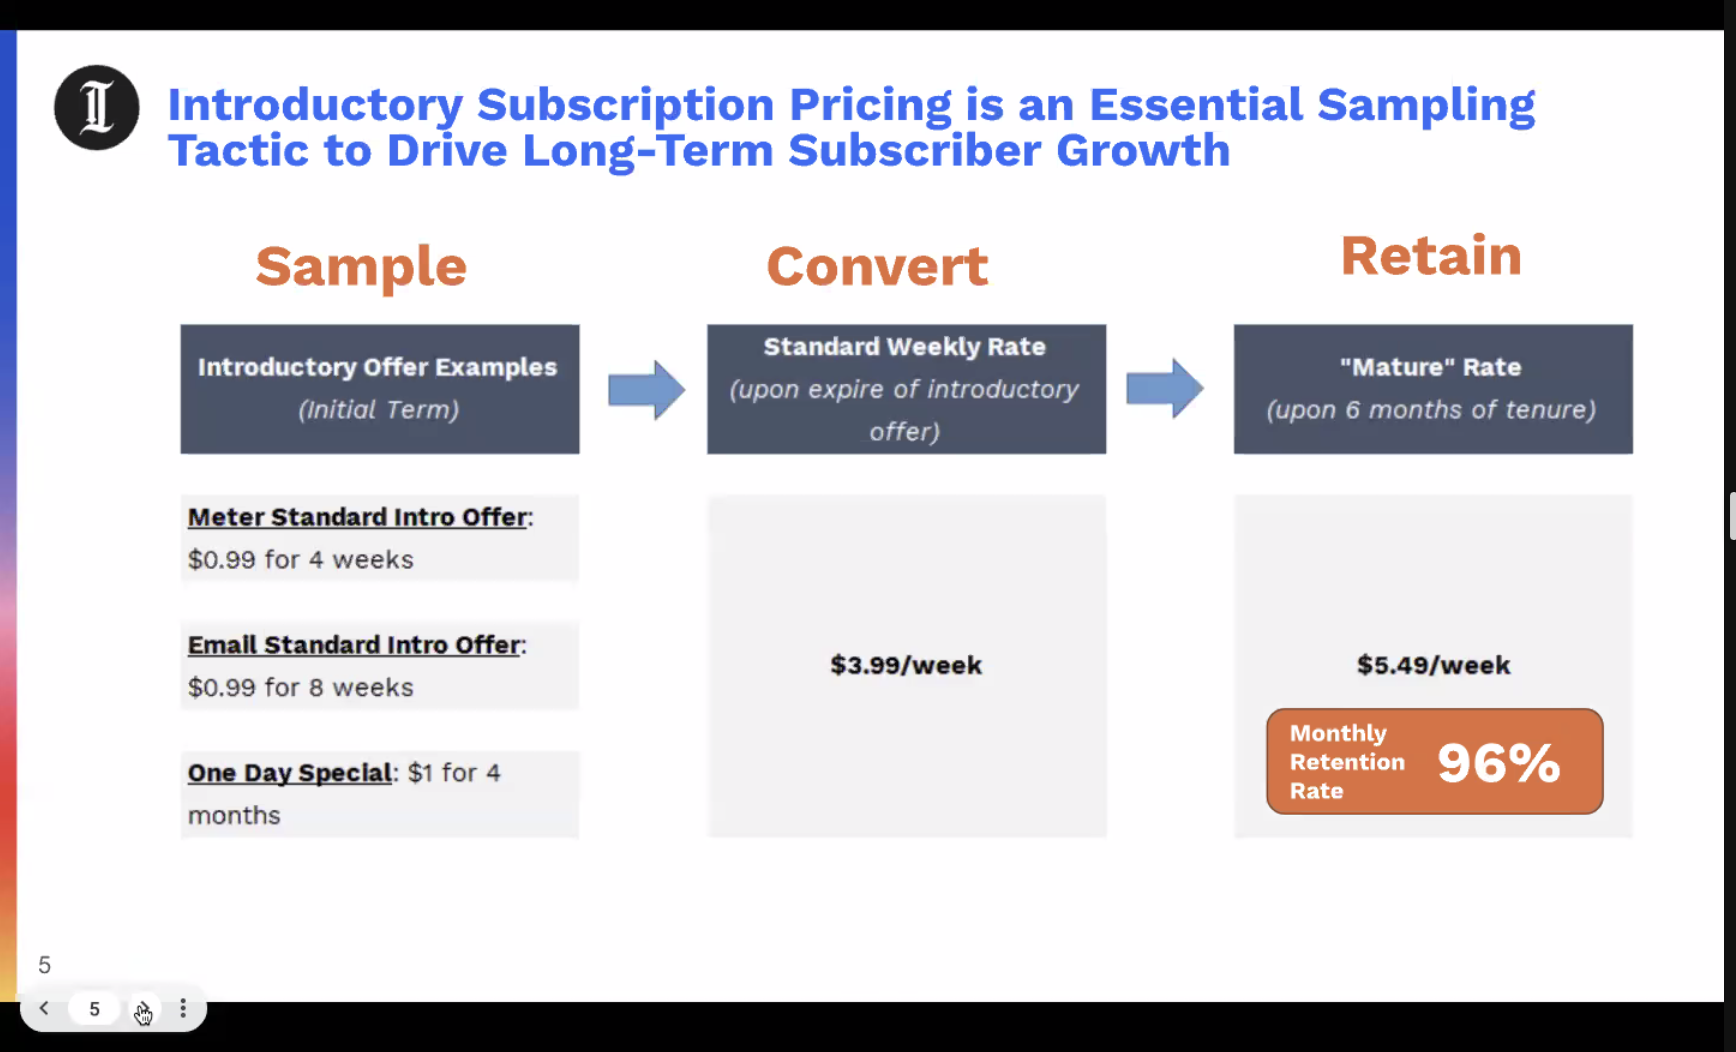 I
Introductory Subscription Pricing is an Essential Sampling
Tactic to Drive Long-Term Subscriber Growth
Sample
Convert
Retain
Introductory Offer Examples
(Initial Term)
Standard Weekly Rate
(upon expire of introductory
offer)
"Mature" Rate
(upon 6 months of tenure)
Meter Standard Intro Offer:
$0.99 for 4 weeks
Email Standard Intro Offer:
$0.99 for 8 weeks
One Day Special: $1 for 4
months
$3.99/week
$5.49/week
Monthly
Retention
Rate
96%
5
5